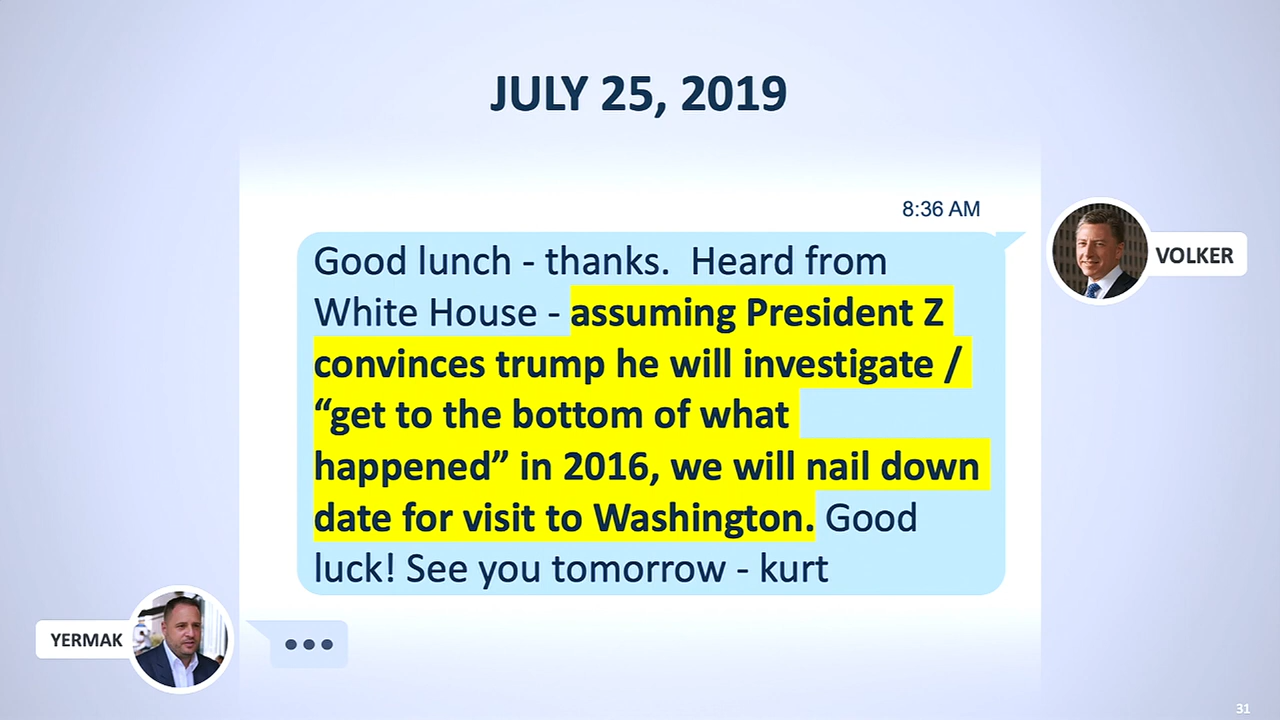 JULY 25, 2019
8:36 AM
VOLKER
Good lunch - thanks.  Heard from
White House - assuming President Z
convinces trump he will investigate /
“get to the bottom of what
happened” in 2016, we will nail down
date for visit to Washington. Good
luck! See you tomorrow - kurt
YERMAK
31